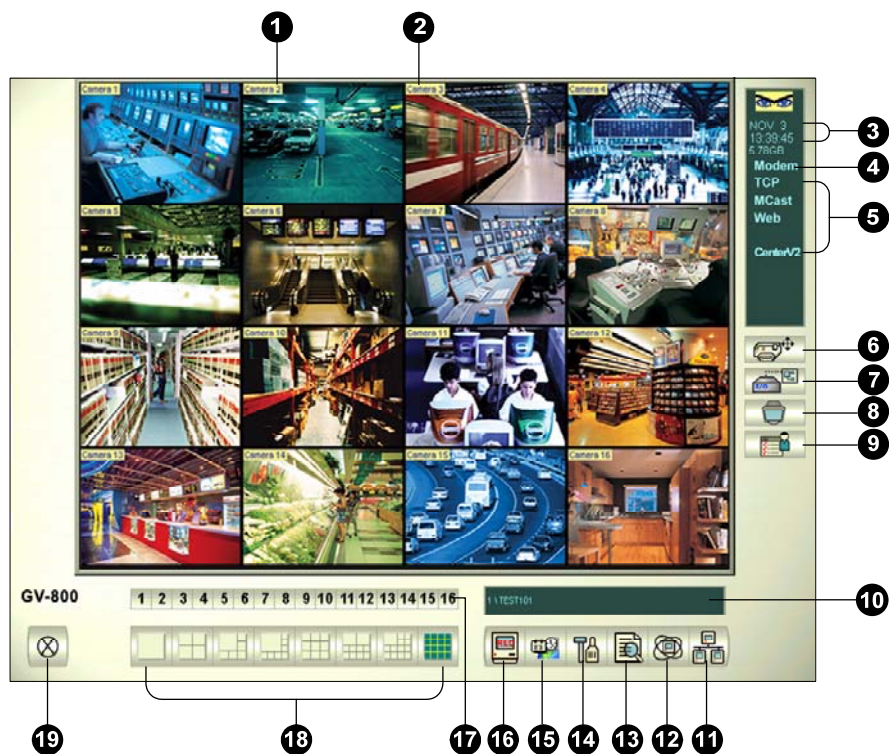 1 2
Camera 1 Camera 2 Camera 3 Camera 4
NOV. 9
13:39:45
5.78GB
3
Modem
4
TCP
MCast
Web
CenterV2
5
Camera 5 Camera 6 Camera 7 Camera 8
6
7
8
9
Camera 9 Camera 10 Camera 11 Camera 12
Camera 13 Camera 14 Camera 15 Camera 16
GV-800
1 2 3 4 5 6 7 8 9 10 11 12 13 14 15 16
1 \ TEST101
10
REC
19 18 17 16 15 14 13 12 11